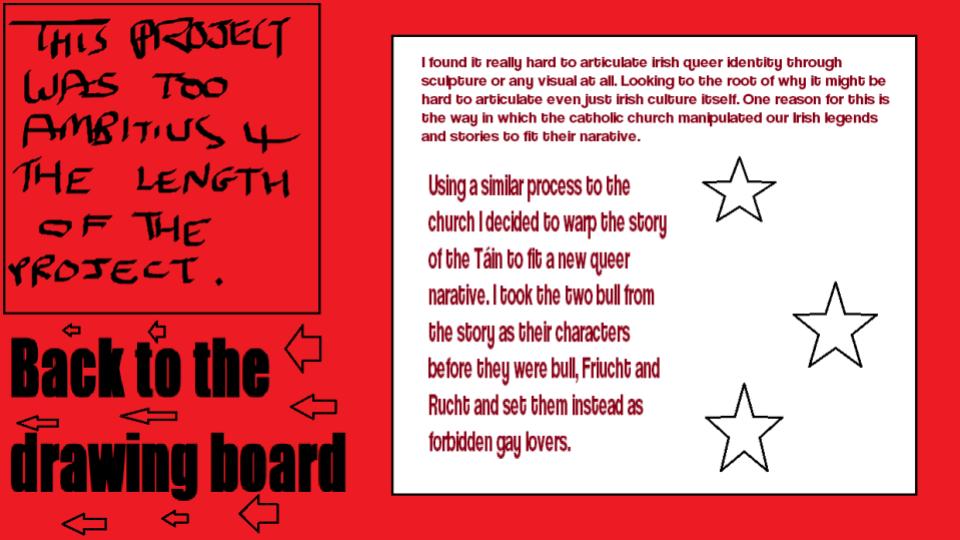 THIS PROJECT
WAS TOO
AMBITIUS 4
THE LENGTH
OF THE
PROJECT.
Back to the
drawing board
I found it really hard to articulate irish queer identity through
sculpture or any visual at all. Looking to the root of why it might be
hard to articulate even just irish culture itself. One reason for this is
the way in which the catholic church manipulated our Irish legends
and stories to fit their narative.
Using a similar process to the
church I decided to warp the story
of the Táin to fit a new queer
narative. I took the two bull from
the story as their characters
before they were bull, Friucht and
Rucht and set them instead as
forbidden gay lovers.